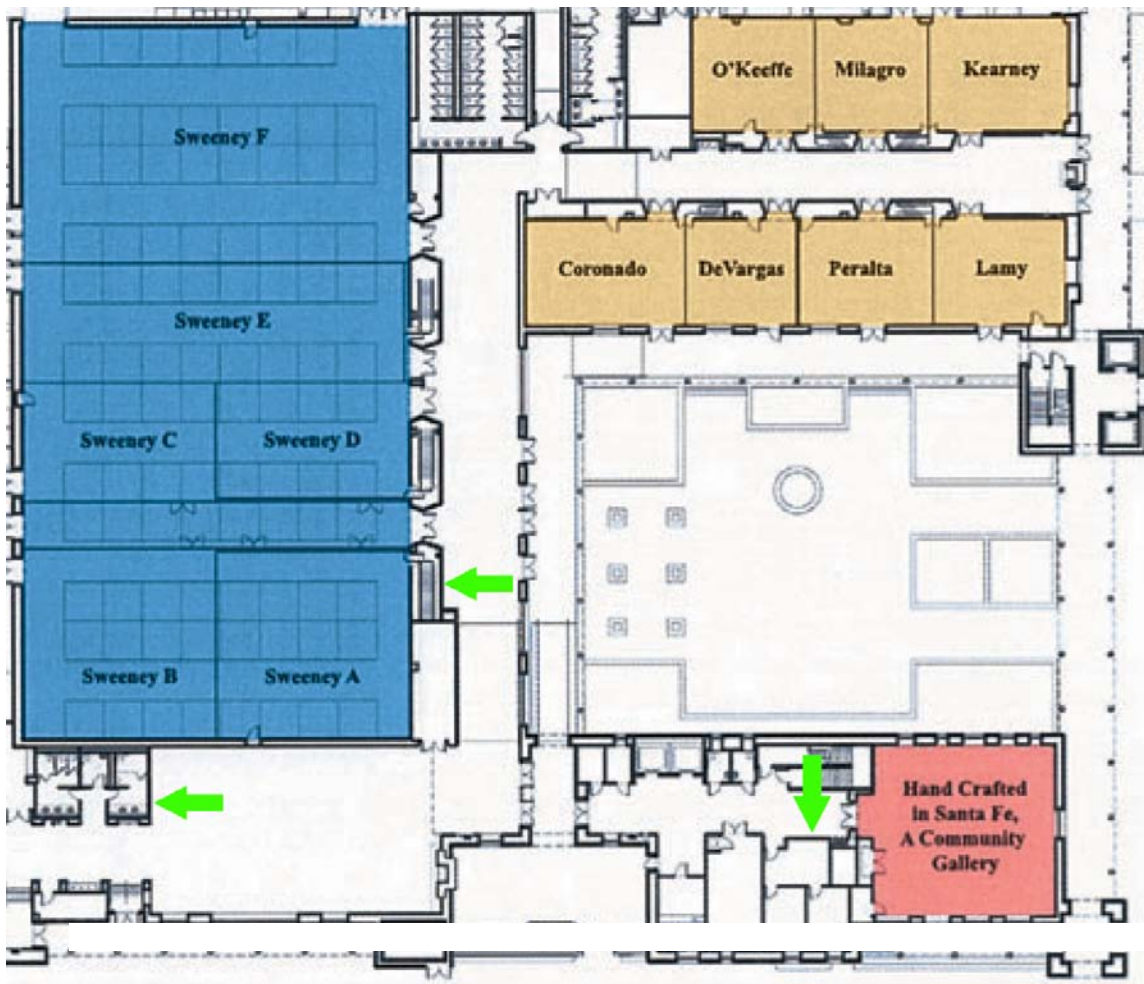 O'Keeffe
Milagro
Kearney
Sweeney F
Coronado
DeVargas
Peralta
Lamy
Sweeney E
Sweeney C
Sweeney D
Sweeney B
Sweeney A
Hand Crafted
in Santa Fe,
A Community
Gallery